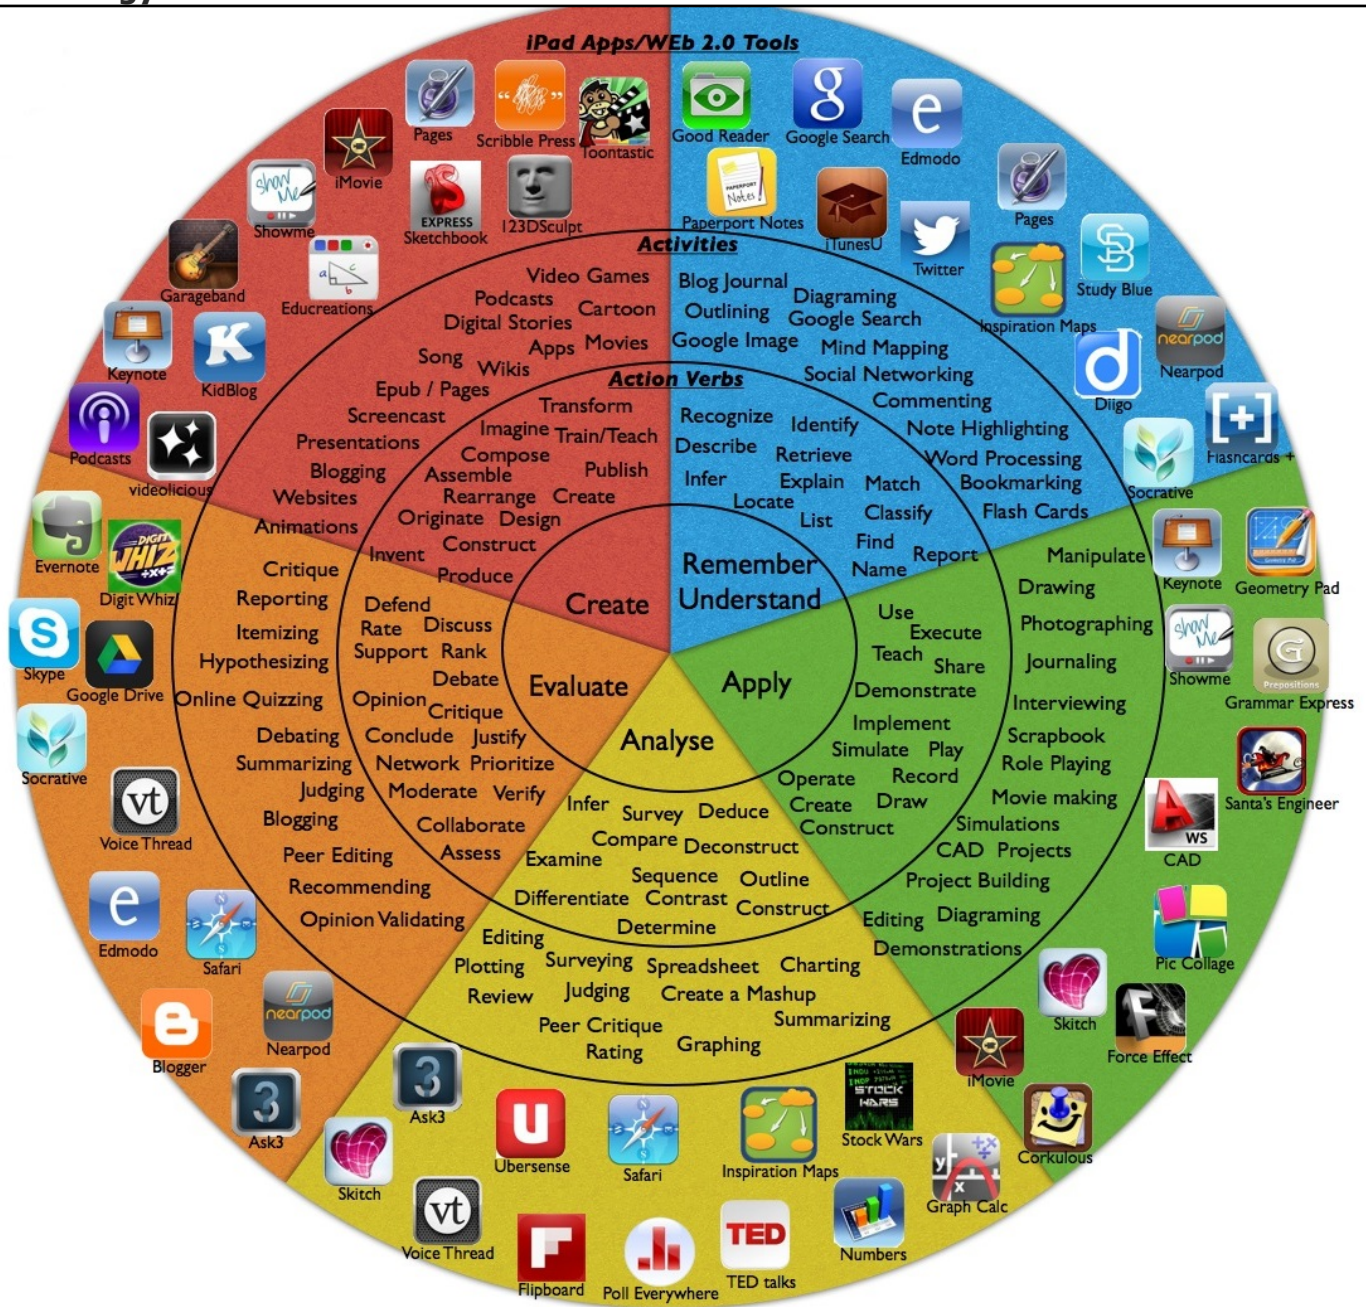 iPad Apps/WEb 2.0 Tools
Good Reader
Google Search
Edmodo
Paperport Notes
iTunesU
Twitter
Pages
Inspiration Maps
Study Blue
Diigo
Nearpod
Socrative
Flashcards +
Activities
Blog Journal
Diagraming
Outlining
Google Search
Google Image
Mind Mapping
Social Networking
Commenting
Note Highlighting
Word Processing
Bookmarking
Flash Cards
Action Verbs
Recognize
Identify
Describe
Retrieve
Infer
Explain
Match
Locate
List
Classify
Find
Name
Report
Remember
Understand
Keynote
Geometry Pad
Showme
Grammar Express
Santa's Engineer
CAD
Pic Collage
Skitch
Force Effect
iMovie
Corkulous
Manipulate
Drawing
Photographing
Journaling
Interviewing
Scrapbook
Role Playing
Movie making
Simulations
CAD Projects
Project Building
Editing
Diagraming
Demonstrations
Use
Execute
Teach
Share
Demonstrate
Implement
Simulate Play
Operate
Record
Create
Draw
Construct
Apply
Analyse
Infer
Survey
Deduce
Compare
Deconstruct
Examine
Sequence
Outline
Differentiate
Contrast
Construct
Determine
Editing
Plotting
Surveying
Spreadsheet
Charting
Review
Judging
Create a Mashup
Summarizing
Peer Critique
Rating
Graphing
Ask3
Skitch
Voice Thread
Ubersense
Flipboard
Safari
Poll Everywhere
TED
TED talks
Inspiration Maps
STOCK WARS
Stock Wars
Numbers
Graph Calc
Evaluate
Defend
Rate
Discuss
Support
Rank
Debate
Opinion
Critique
Conclude
Justify
Network
Prioritize
Moderate
Verify
Collaborate
Assess
Critique
Reporting
Itemizing
Hypothesizing
Online Quizzing
Debating
Summarizing
Judging
Blogging
Peer Editing
Recommending
Opinion Validating
Evernote
DIGIT WHIZ
Digit Whiz
Skype
Google Drive
Socrative
Voice Thread
Edmodo
Safari
Blogger
nearpod
Nearpod
Ask3
Create
Transform
Imagine
Train/Teach
Compose
Assemble
Publish
Rearrange
Create
Originate
Design
Construct
Invent
Produce
Video Games
Podcasts
Cartoon
Digital Stories
Apps
Movies
Song
Wikis
Epub / Pages
Screencast
Presentations
Blogging
Websites
Animations
Pages
Scribble Press
Toontastic
iMovie
EXPRESS
Sketchbook
123DSculpt
Show Me
Showme
Garageband
Educreations
Keynote
KidBlog
Podcasts
videolicious